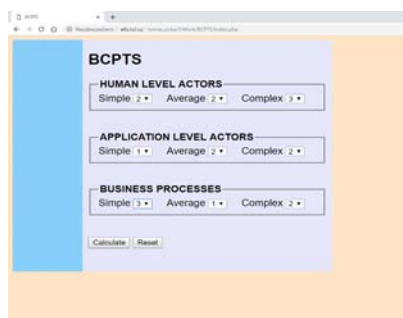 BCPTS
BCPTS
HUMAN LEVEL ACTORS
Simple 2 Average 2 Complex 3
APPLICATION LEVEL ACTORS
Simple 1 Average 2 Complex 2
BUSINESS PROCESSES
Simple 3 Average 1 Complex 2
Calculate Reset